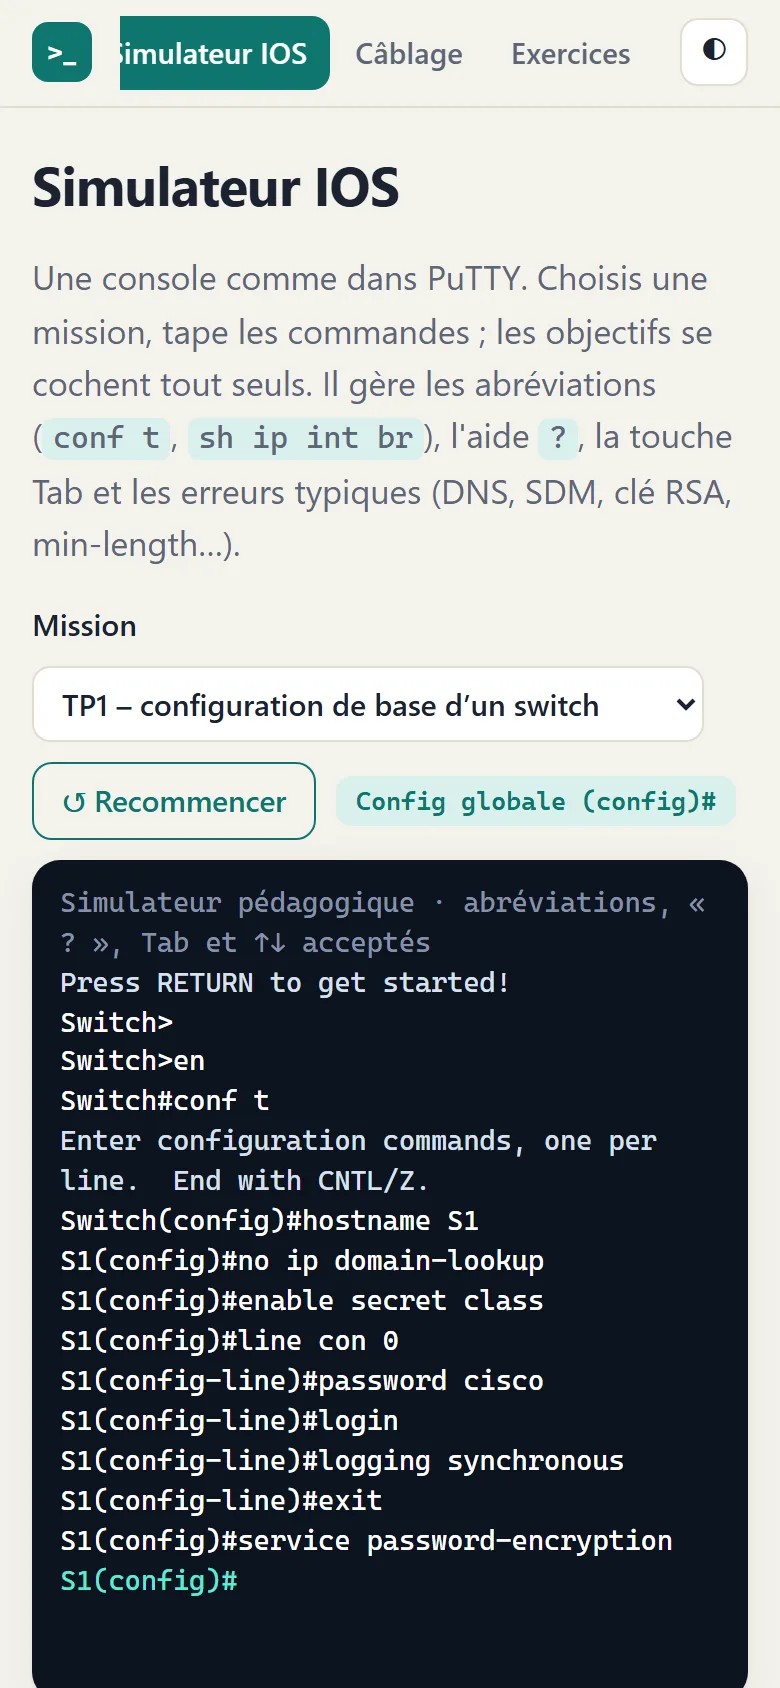 >_ Simulateur IOS Câblage Exercices
Simulateur IOS
Une console comme dans PuTTY. Choisis une
mission, tape les commandes ; les objectifs se
cochent tout seuls. Il gère les abréviations
(conf t, sh ip int br), l'aide ?, la touche
Tab et les erreurs typiques (DNS, SDM, clé RSA,
min-length…).
Mission
TP1 – configuration de base d’un switch
↺ Recommencer Config globale (config)#
Simulateur pédagogique · abréviations, «
? », Tab et ↑↓ acceptés
Press RETURN to get started!
Switch>
Switch>en
Switch#conf t
Enter configuration commands, one per
line.  End with CNTL/Z.
Switch(config)#hostname S1
S1(config)#no ip domain-lookup
S1(config)#enable secret class
S1(config)#line con 0
S1(config-line)#password cisco
S1(config-line)#login
S1(config-line)#logging synchronous
S1(config-line)#exit
S1(config)#service password-encryption
S1(config)#